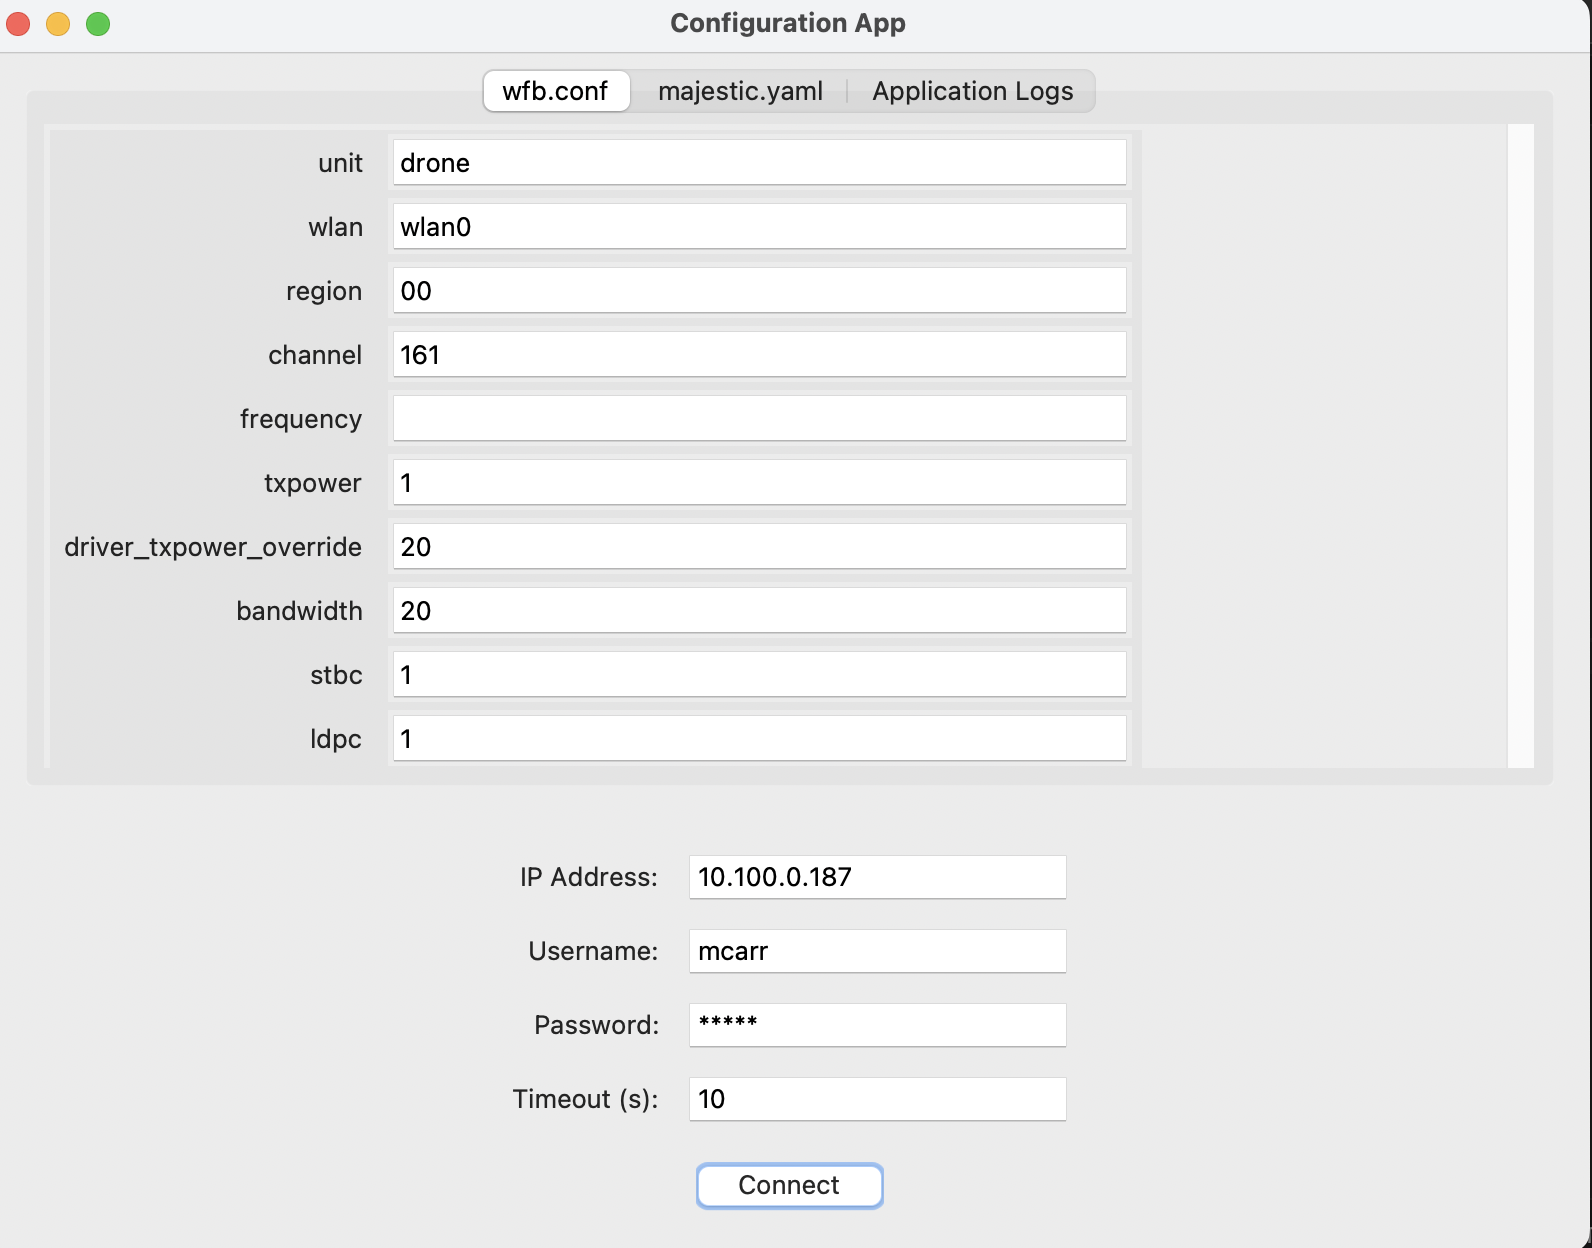 Configuration App
wfb.conf majestic.yaml Application Logs
unit drone
wlan wlan0
region 00
channel 161
frequency
txpower 1
driver_txpower_override 20
bandwidth 20
stbc 1
ldpc 1
IP Address: 10.100.0.187
Username: mcarr
Password: *****
Timeout (s): 10
Connect